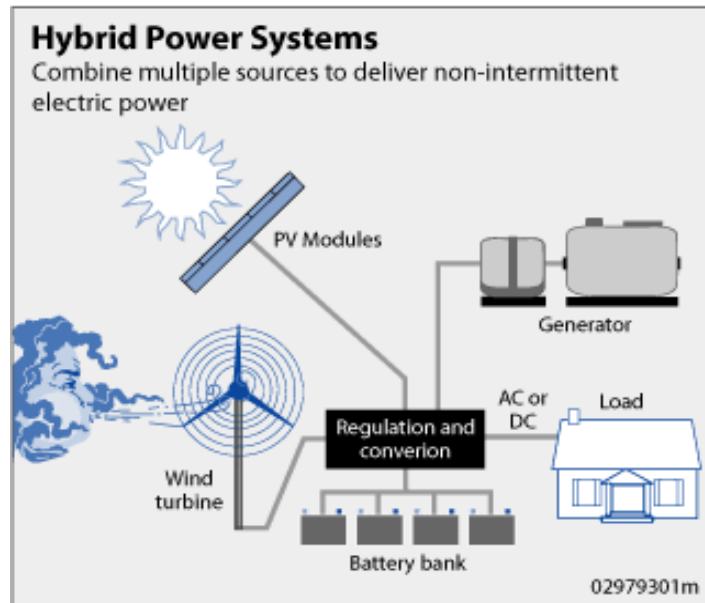 Hybrid Power Systems
Combine multiple sources to deliver non-intermittent
electric power
PV Modules
Generator
AC or
DC
Load
Regulation and
converion
Wind
turbine
Battery bank
02979301m